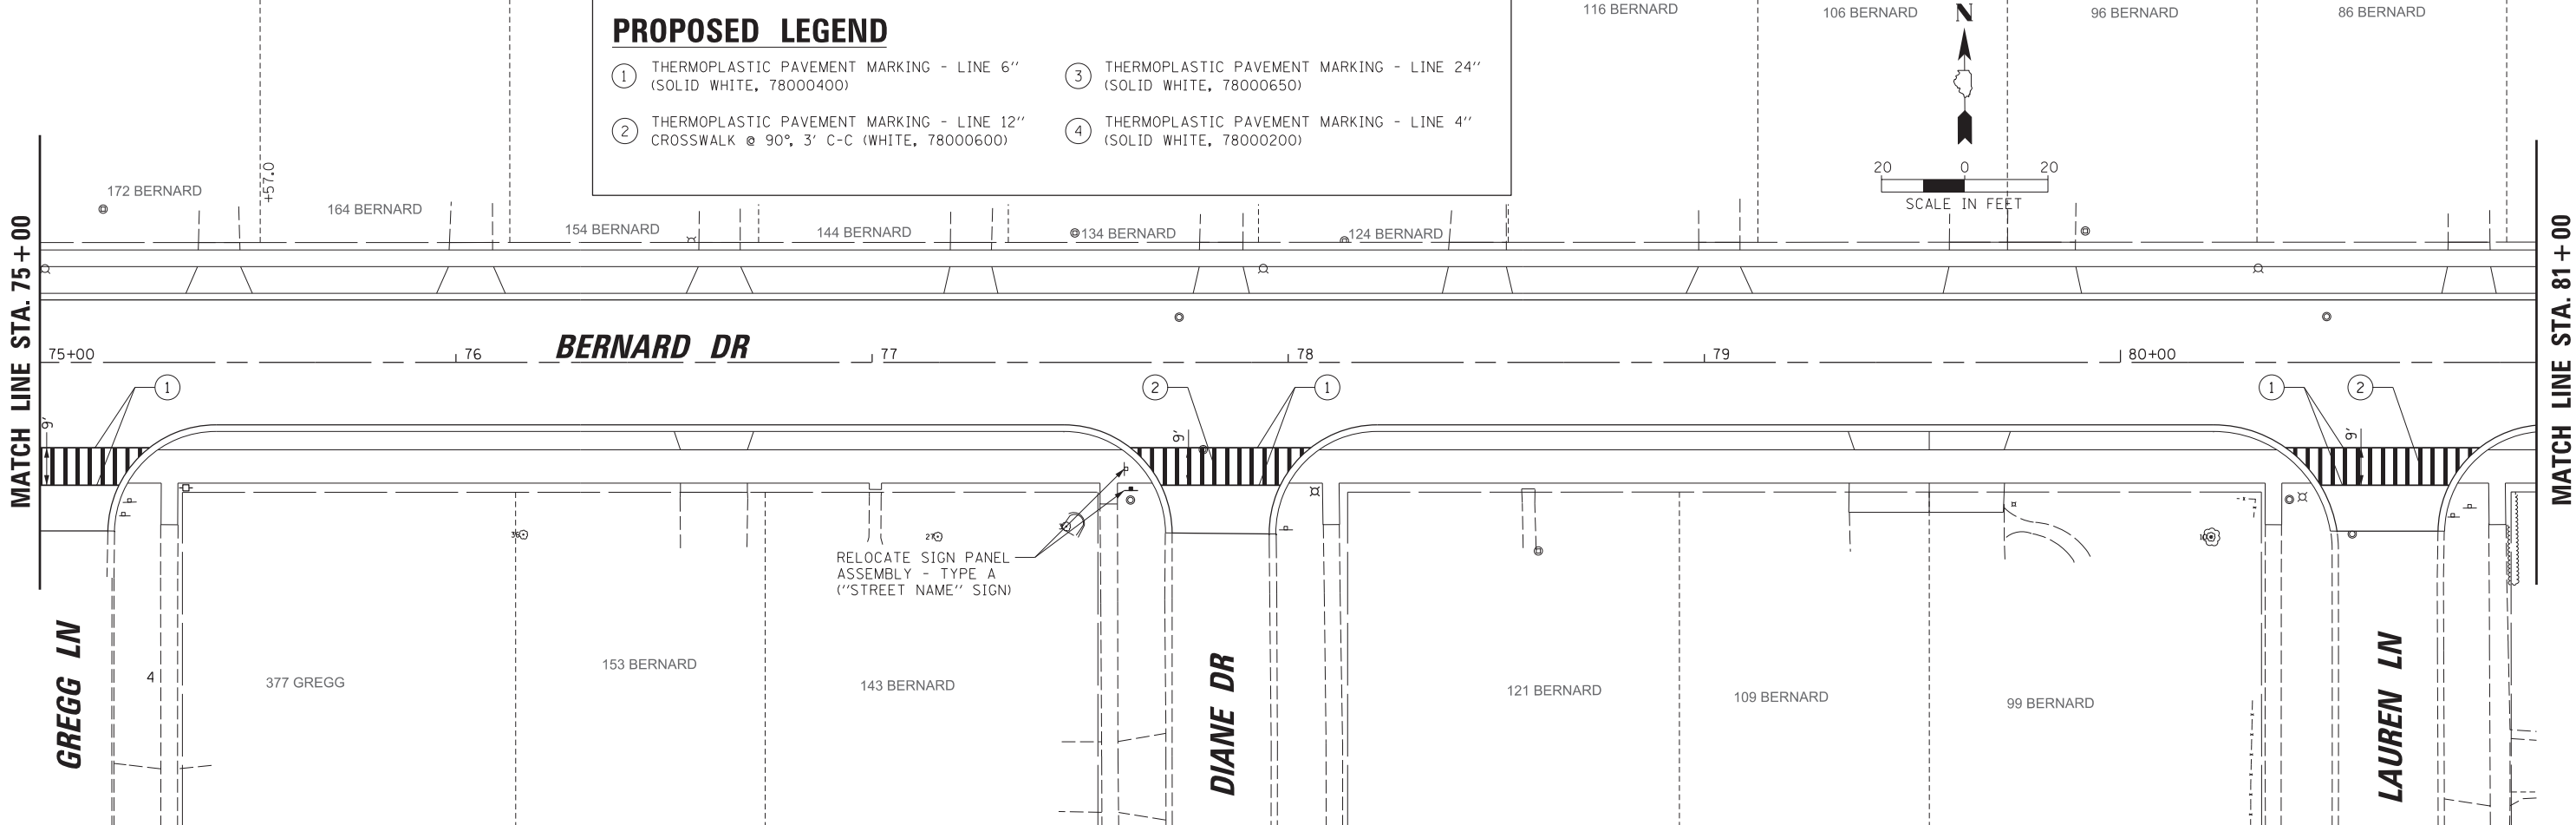 116 BERNARD
106 BERNARD
N
96 BERNARD
86 BERNARD
PROPOSED LEGEND
1 THERMOPLASTIC PAVEMENT MARKING - LINE 6"
(SOLID WHITE, 78000400)
2 THERMOPLASTIC PAVEMENT MARKING - LINE 12"
CROSSWALK @ 90°, 3' C-C (WHITE, 78000600)
3 THERMOPLASTIC PAVEMENT MARKING - LINE 24"
(SOLID WHITE, 78000650)
4 THERMOPLASTIC PAVEMENT MARKING - LINE 4"
(SOLID WHITE, 78000200)
20 0 20
SCALE IN FEET
172 BERNARD
+57.0
164 BERNARD
154 BERNARD
144 BERNARD
134 BERNARD
124 BERNARD
MATCH LINE STA. 75+00
MATCH LINE STA. 81+00
75+00
76
BERNARD DR
77
78
79
80+00
1
2
1
1
2
9'
9'
9'
27
RELOCATE SIGN PANEL
ASSEMBLY - TYPE A
("STREET NAME" SIGN)
GREGG LN
4
377 GREGG
153 BERNARD
143 BERNARD
DIANE DR
121 BERNARD
109 BERNARD
99 BERNARD
LAUREN LN